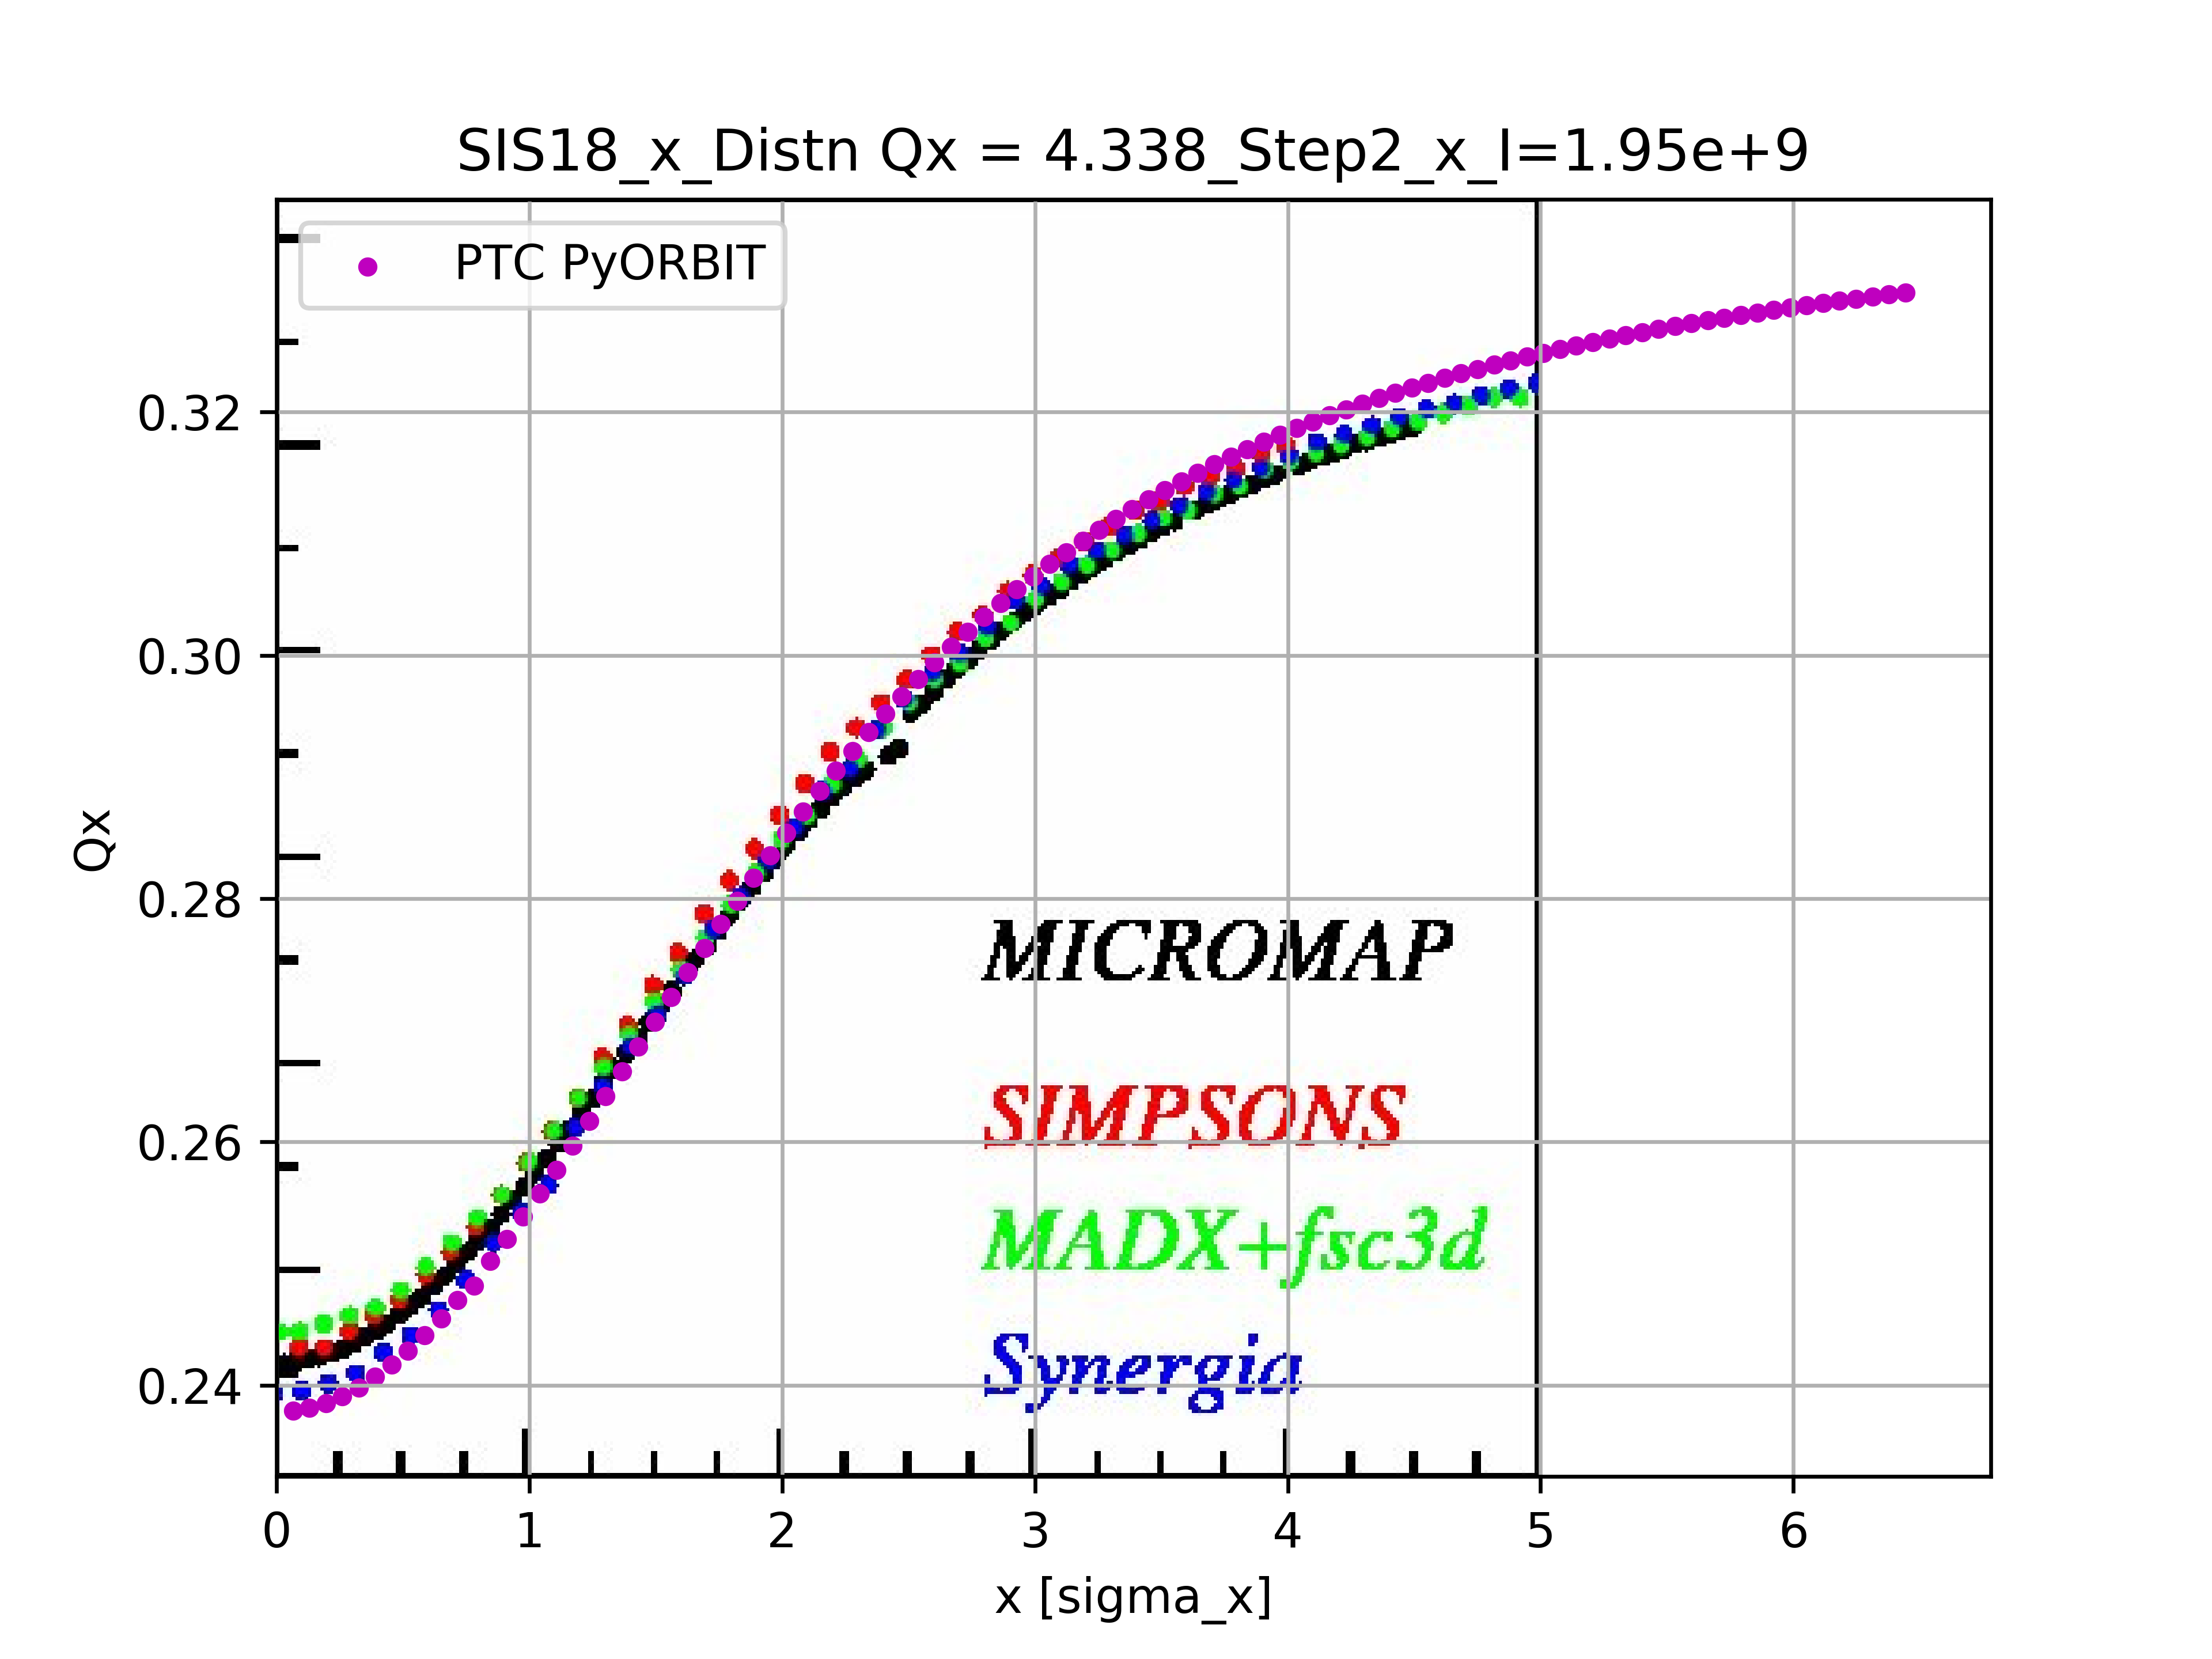 SIS18_x_Distn Qx = 4.338_Step2_x_I=1.95e+9
PTC PyORBIT
0.32
0.30
0.28
0.26
0.24
Qx
MICROMAP
SIMPSONS
MADX+fsc3d
Synergia
0 1 2 3 4 5 6
x [sigma_x]